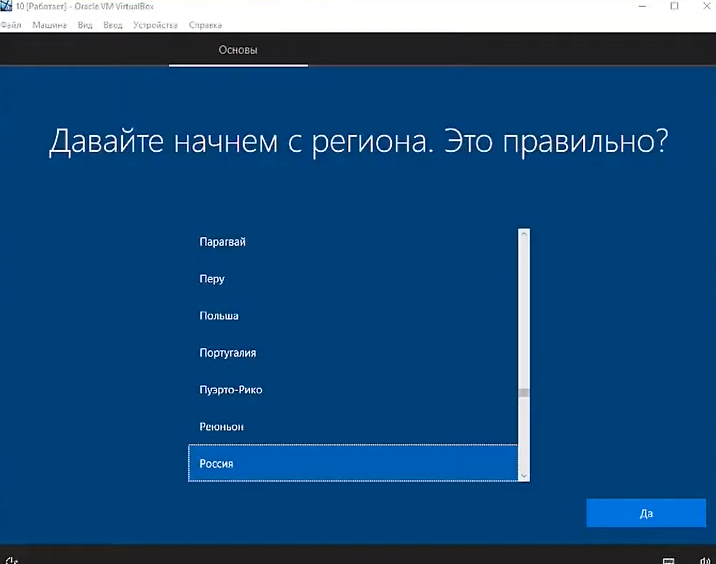 10 [Работает] - Oracle VM VirtualBox
Файл Машина Вид Ввод Устройства Справка
Основы
Давайте начнем с региона. Это правильно?
Парагвай
Перу
Польша
Португалия
Пуэрто-Рико
Реюньон
Россия
Да